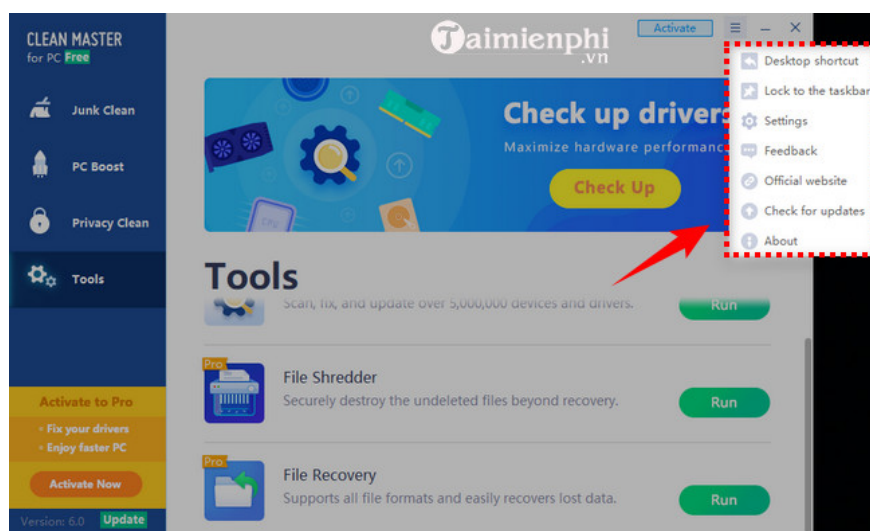 CLEAN MASTER
for PC Free
Junk Clean
PC Boost
Privacy Clean
Tools
Activate to Pro
- Fix your drivers
- Enjoy faster PC
Activate Now
Version: 6.0 Update
Taimienphi
.vn
Activate
Desktop shortcut
Lock to the taskbar
Settings
Feedback
Official website
Check for updates
About
Check up drivers
Maximize hardware performanc
Check Up
Tools
Scan, fix, and update over 5,000,000 devices and drivers.
Run
Pro
File Shredder
Securely destroy the undeleted files beyond recovery.
Run
Pro
File Recovery
Supports all file formats and easily recovers lost data.
Run